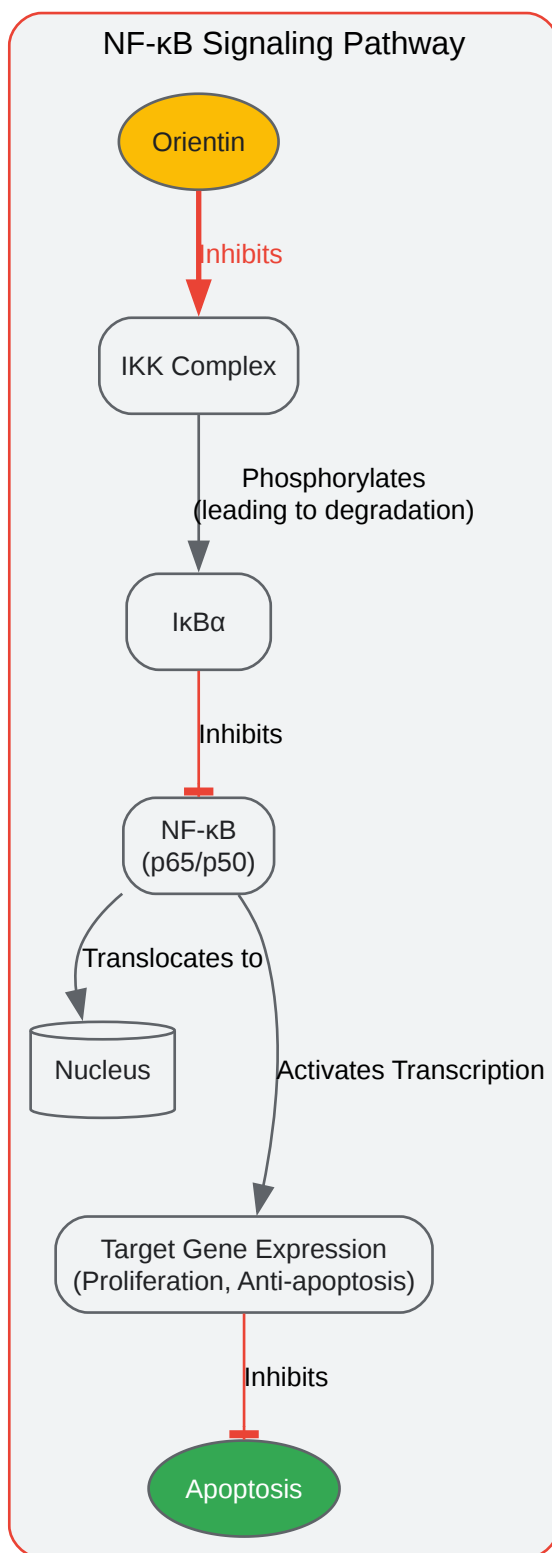 NF-κB Signaling Pathway
Orientin
Inhibits
IKK Complex
Phosphorylates
(leading to degradation)
IκBα
Inhibits
NF-κB
(p65/p50)
Translocates to
Nucleus
Activates Transcription
Target Gene Expression
(Proliferation, Anti-apoptosis)
Inhibits
Apoptosis